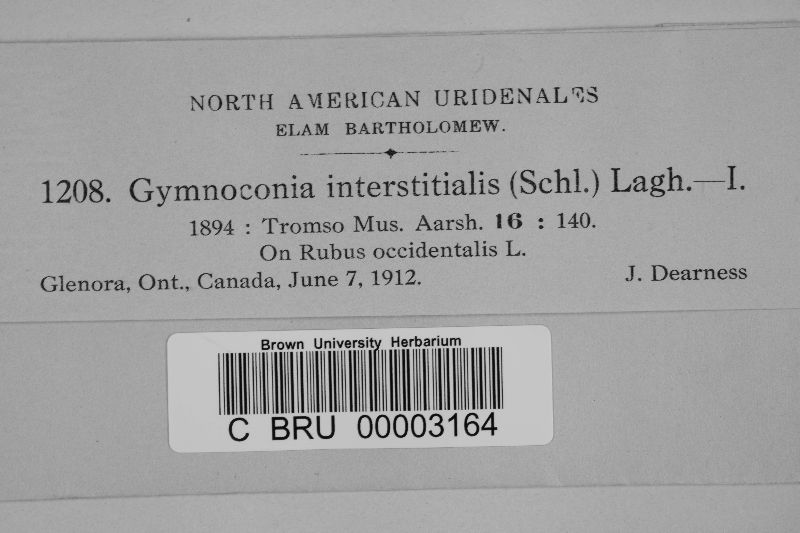 NORTH AMERICAN URIDENALES
ELAM BARTHOLOMEW.
1208. Gymnoconia interstitialis (Schl.) Lagh.—I.
1894 : Tromso Mus. Aarsh. 16 : 140.
On Rubus occidentalis L.
Glenora, Ont., Canada, June 7, 1912. J. Dearness
Brown University Herbarium
C BRU 00003164